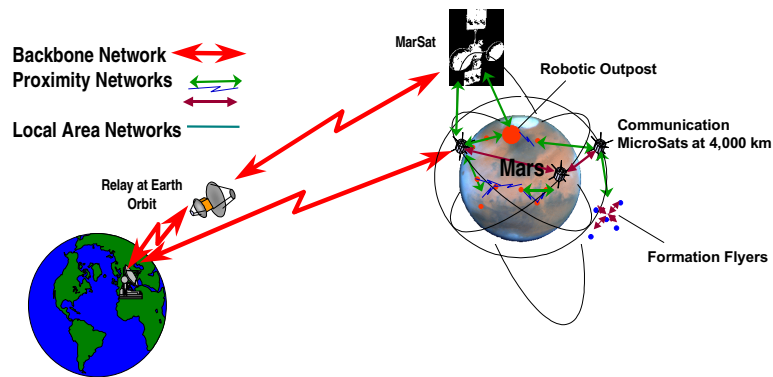 Backbone Network
Proximity Networks
Local Area Networks
MarSat
Robotic Outpost
Communication
MicroSats at 4,000 km
Mars
Relay at Earth
Orbit
Formation Flyers